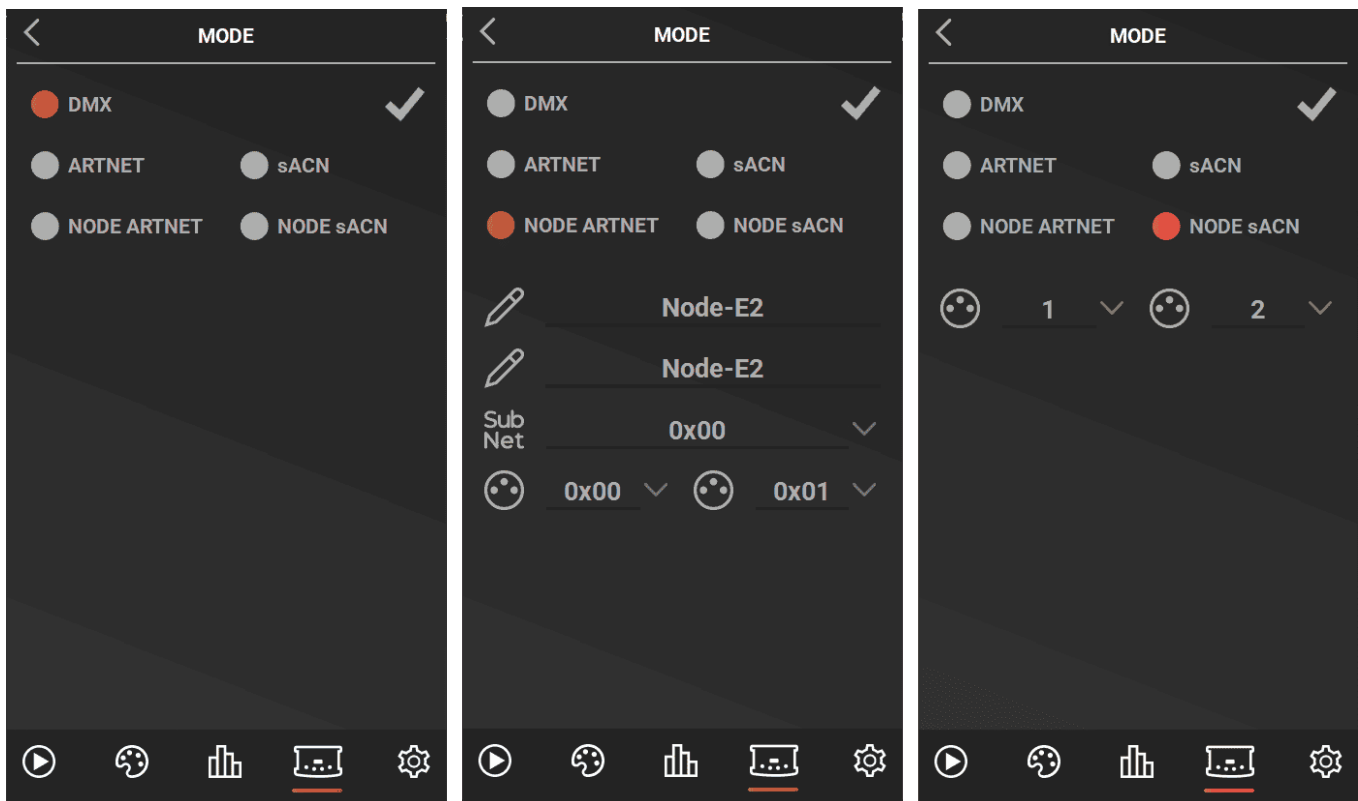 MODE
DMX
ARTNET sACN
NODE ARTNET NODE sACN
MODE
DMX
ARTNET sACN
NODE ARTNET NODE sACN
Node-E2
Node-E2
Sub
Net
0x00
0x00 0x01
MODE
DMX
ARTNET sACN
NODE ARTNET NODE sACN
1 2